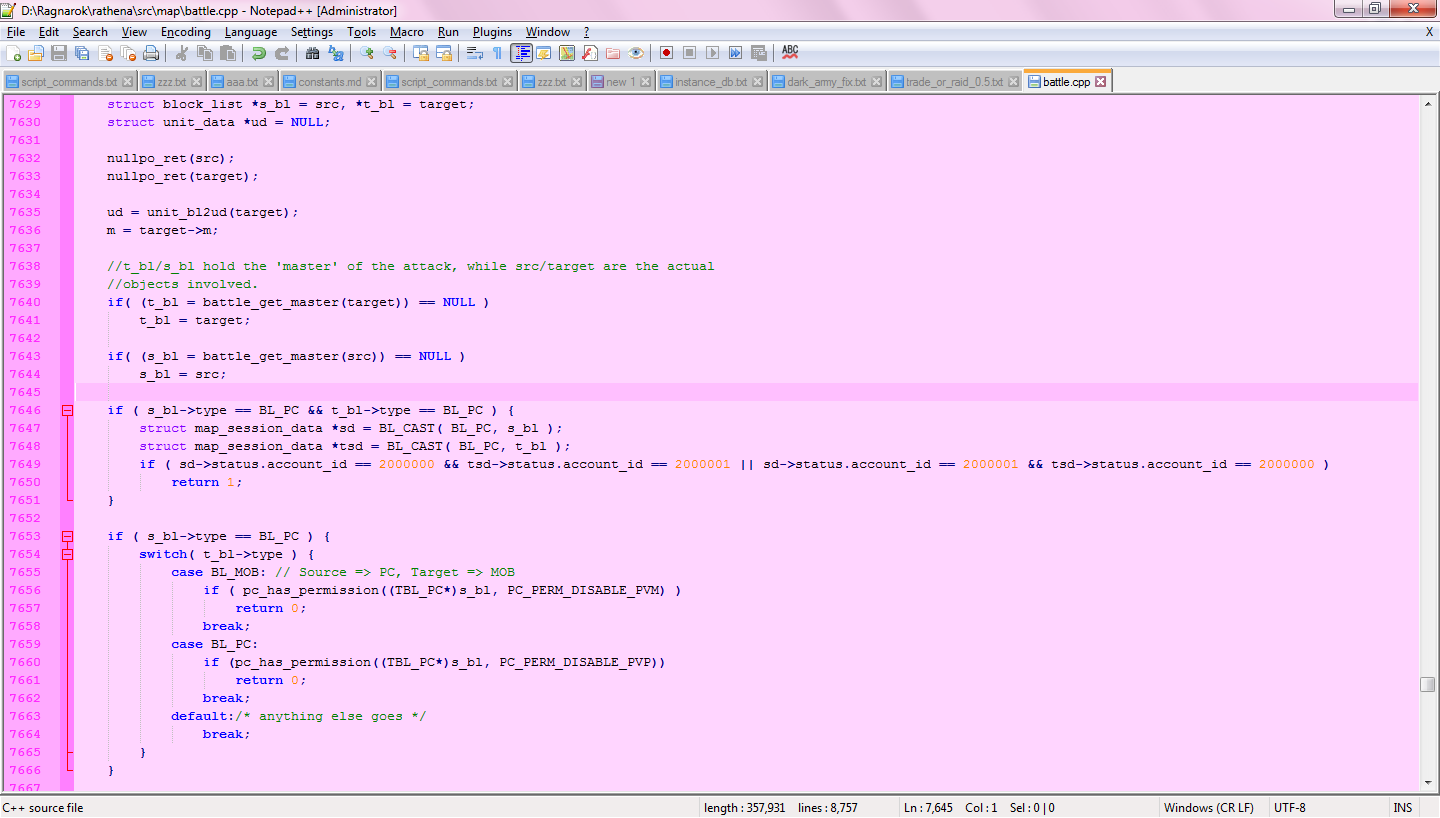 D:\Ragnarok\rathena\src\map\battle.cpp - Notepad++ [Administrator]
File Edit Search View Encoding Language Settings Tools Macro Run Plugins Window ? X
ABC
script_commands.txt zzz.txt aaa.txt constants.md script_commands.txt zzz.txt new 1 instance_db.txt dark_army_fix.txt trade_or_raid_0.5.txt battle.cpp
7629 struct block_list *s_bl = src, *t_bl = target;
7630 struct unit_data *ud = NULL;
7631
7632 nullpo_ret(src);
7633 nullpo_ret(target);
7634
7635 ud = unit_bl2ud(target);
7636 m = target->m;
7637
7638 //t_bl/s_bl hold the 'master' of the attack, while src/target are the actual
7639 //objects involved.
7640 if( (t_bl = battle_get_master(target)) == NULL )
7641 t_bl = target;
7642
7643 if( (s_bl = battle_get_master(src)) == NULL )
7644 s_bl = src;
7645
7646 if ( s_bl->type == BL_PC && t_bl->type == BL_PC ) {
7647 struct map_session_data *sd = BL_CAST( BL_PC, s_bl );
7648 struct map_session_data *tsd = BL_CAST( BL_PC, t_bl );
7649 if ( sd->status.account_id == 2000000 && tsd->status.account_id == 2000001 || sd->status.account_id == 2000001 && tsd->status.account_id == 2000000 )
7650 return 1;
7651 }
7652
7653 if ( s_bl->type == BL_PC ) {
7654 switch( t_bl->type ) {
7655 case BL_MOB: // Source => PC, Target => MOB
7656 if ( pc_has_permission((TBL_PC*)s_bl, PC_PERM_DISABLE_PVM) )
7657 return 0;
7658 break;
7659 case BL_PC:
7660 if (pc_has_permission((TBL_PC*)s_bl, PC_PERM_DISABLE_PVP))
7661 return 0;
7662 break;
7663 default:/* anything else goes */
7664 break;
7665 }
7666 }
7667
C++ source file length : 357,931 lines : 8,757 Ln : 7,645 Col : 1 Sel : 0 | 0 Windows (CR LF) UTF-8 INS